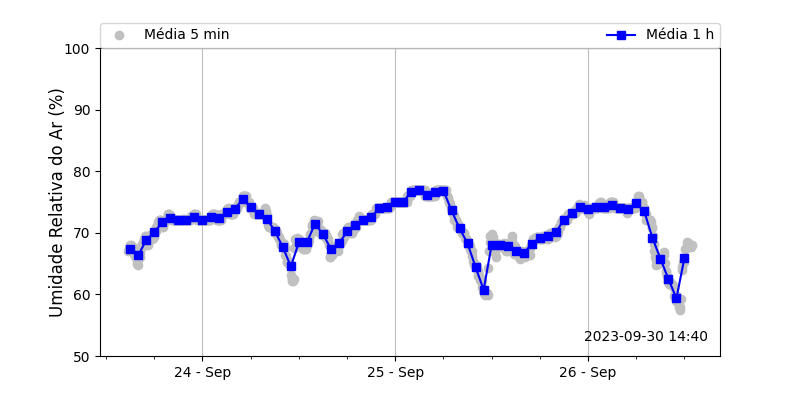 Média 5 min
Média 1 h
Umidade Relativa do Ar (%)
100
90
80
70
60
50
2023-09-30 14:40
24 - Sep
25 - Sep
26 - Sep